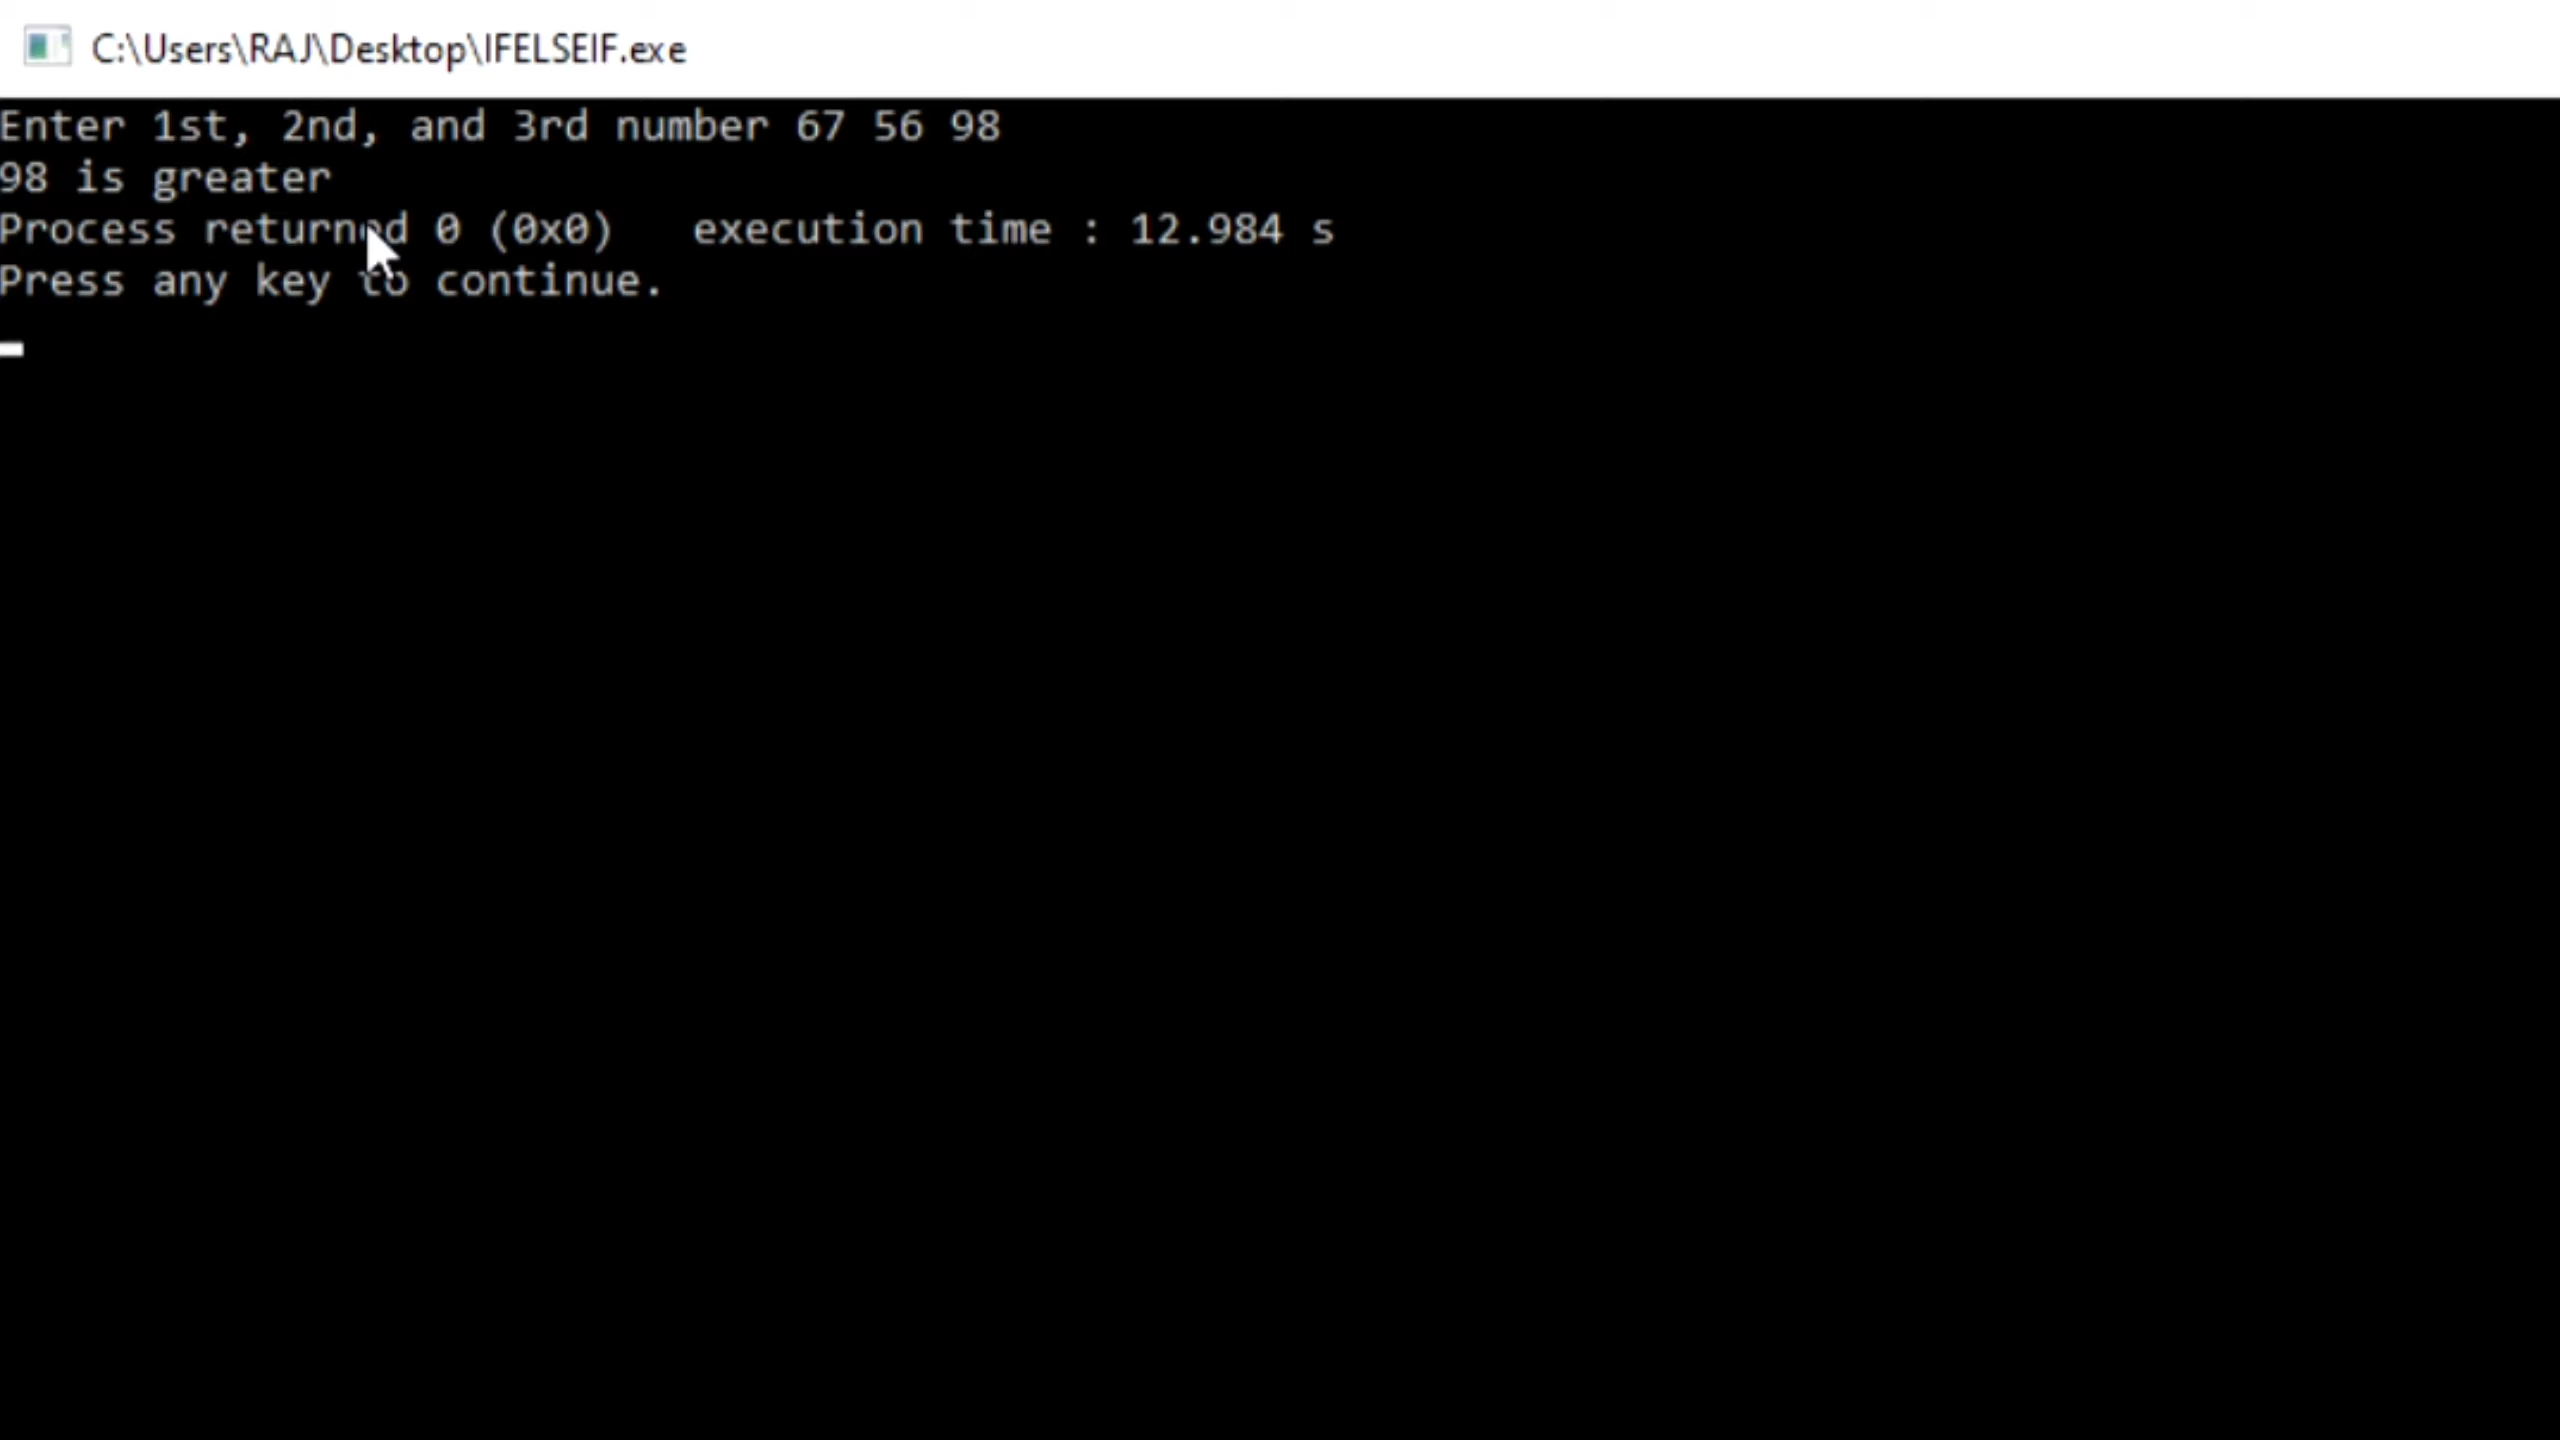 C:\Users\RAJ\Desktop\IFELSEIF.exe
Enter 1st, 2nd, and 3rd number 67 56 98
98 is greater
Process returned 0 (0x0)   execution time : 12.984 s
Press any key to continue.